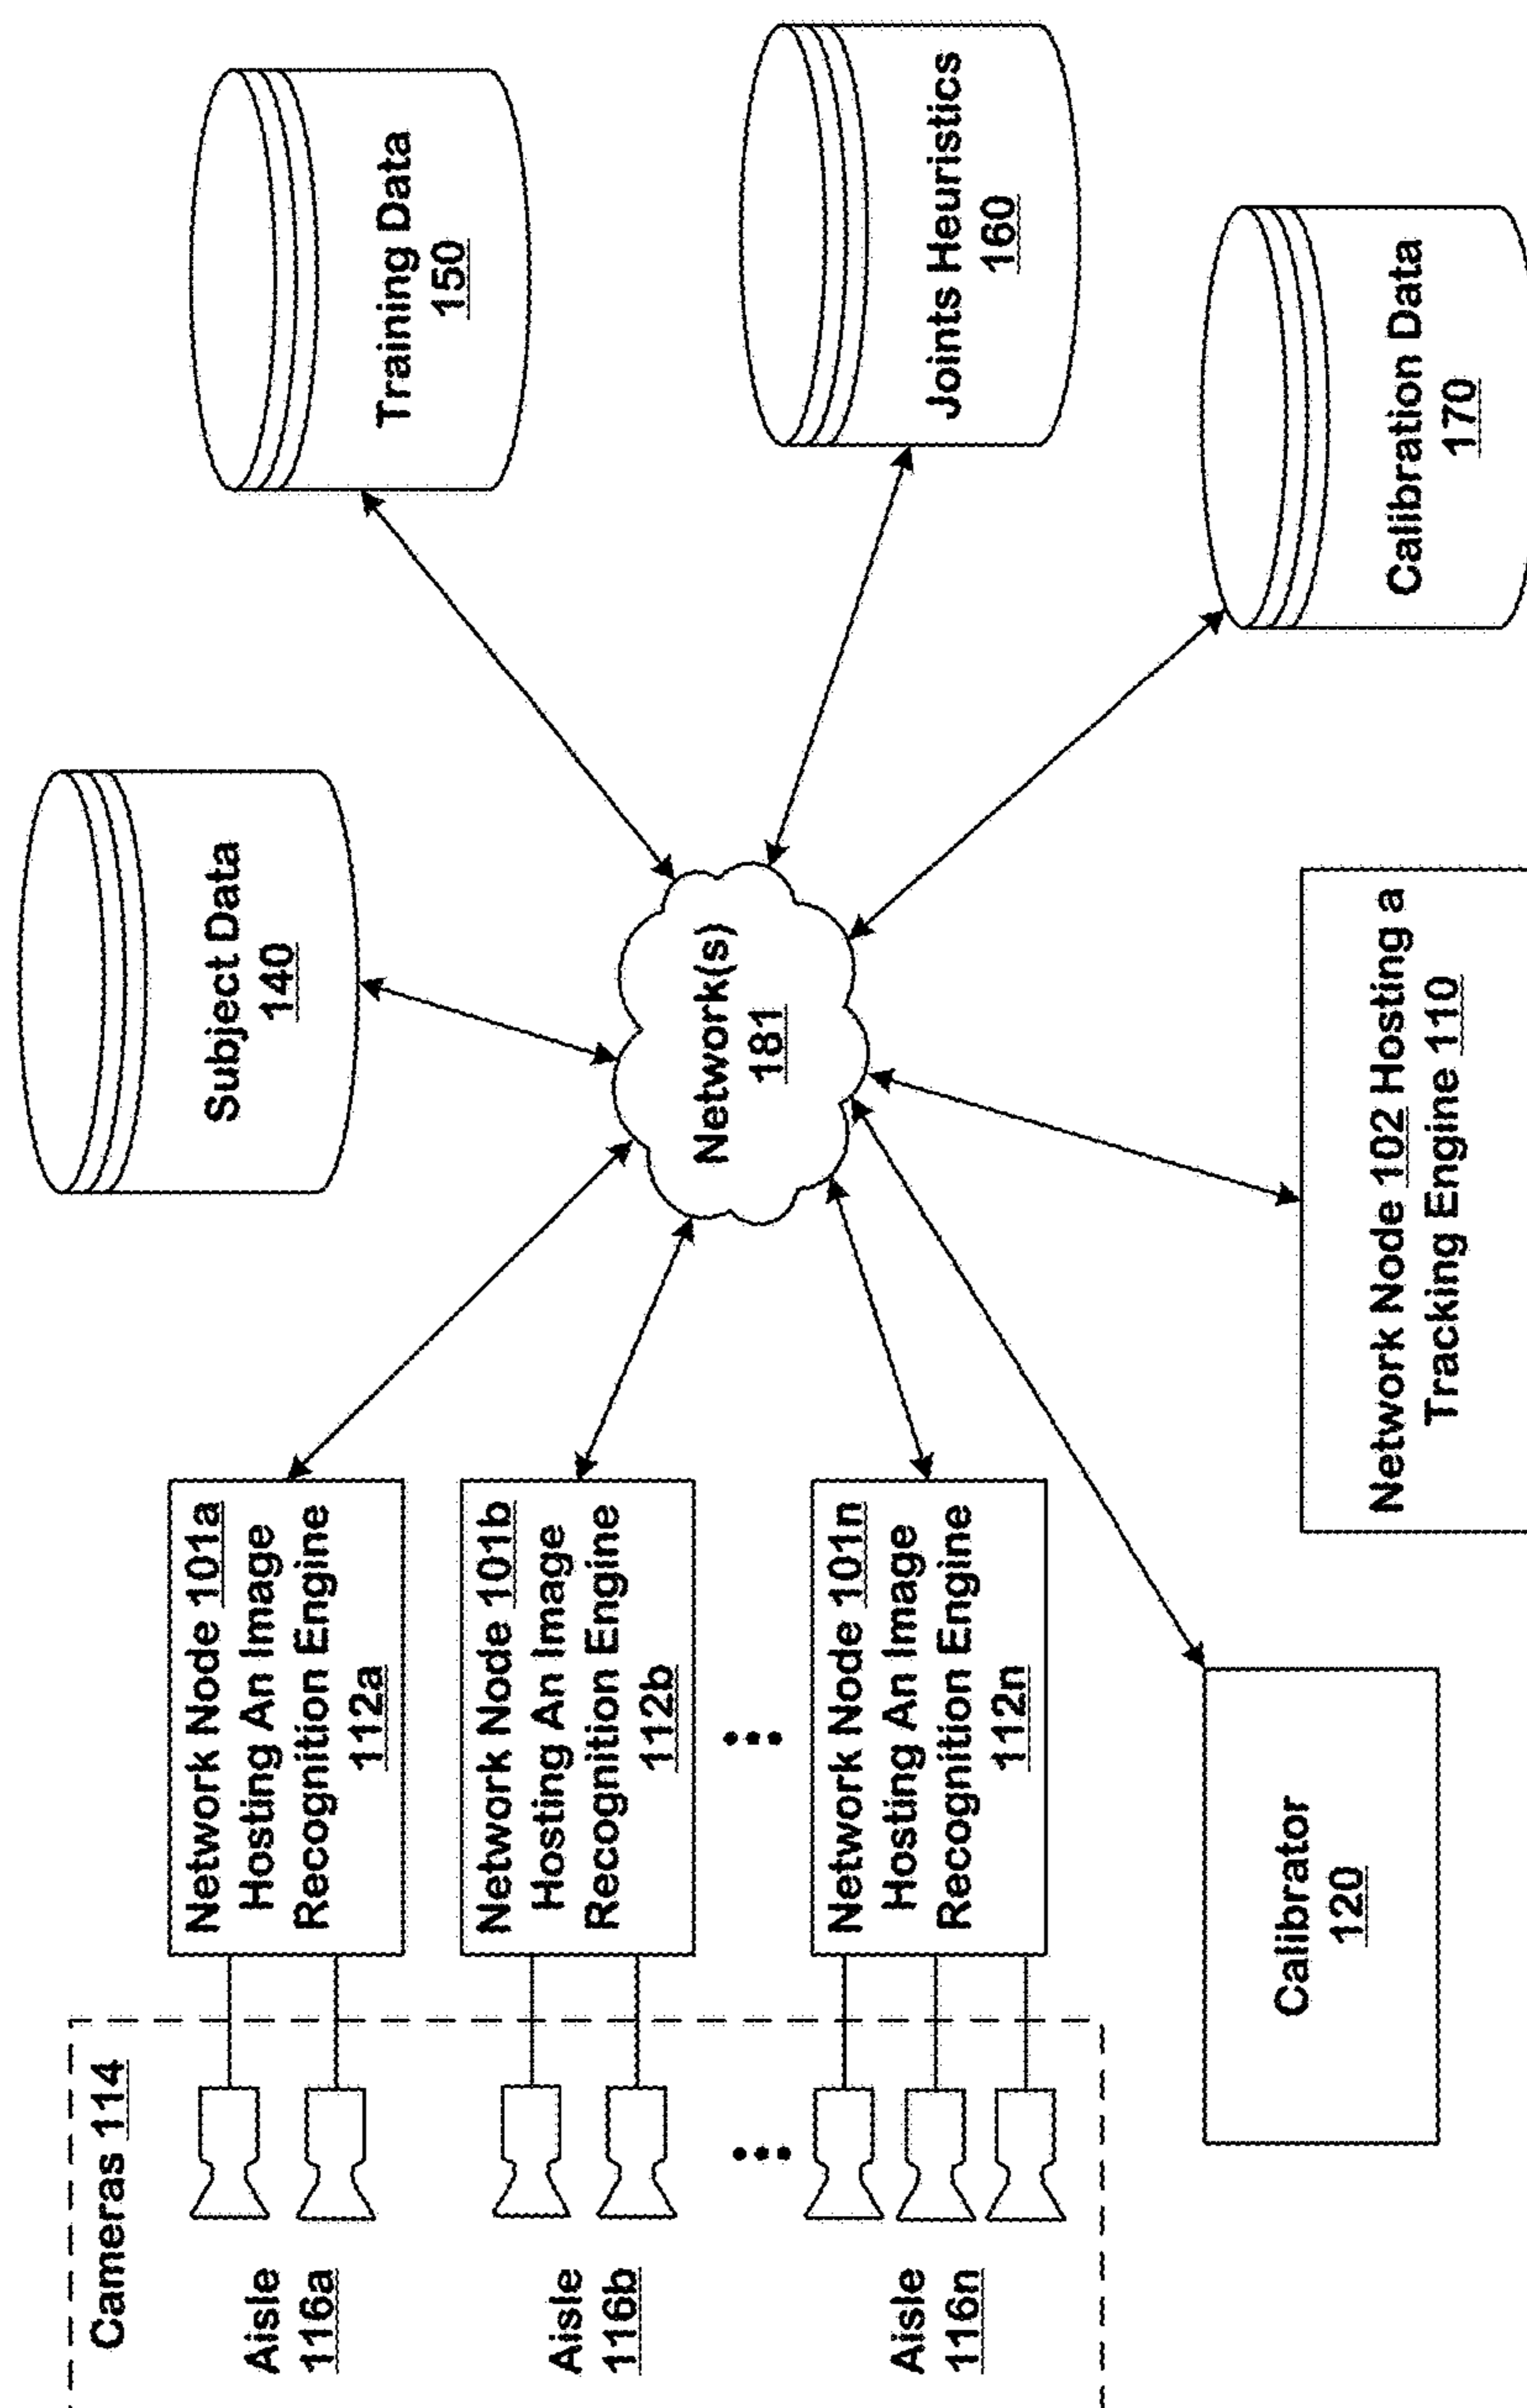 Cameras 114
Aisle
116a
Aisle
116b
Aisle
116n
Network Node 101a
Hosting An Image
Recognition Engine
112a
Network Node 101b
Hosting An Image
Recognition Engine
112b
Network Node 101n
Hosting An Image
Recognition Engine
112n
Calibrator
120
Subject Data
140
Network(s)
181
Network Node 102 Hosting a
Tracking Engine 110
Training Data
150
Joints Heuristics
160
Calibration Data
170